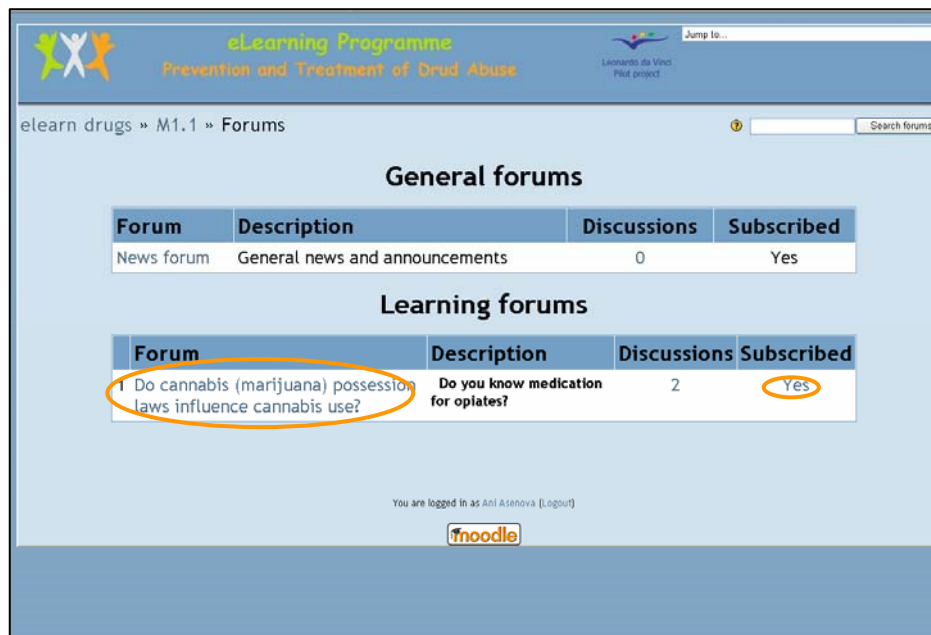 eLearning Programme
Prevention and Treatment of Drud Abuse
Leonardo da Vinci
Pilot project
Jump to...
elearn drugs » M1.1 » Forums
Search forums
General forums
Forum Description Discussions Subscribed
News forum General news and announcements 0 Yes
Learning forums
Forum Description Discussions Subscribed
1 Do cannabis (marijuana) possession Do you know medication 2 Yes
laws influence cannabis use? for opiates?
You are logged in as Ani Asenova (Logout)
moodle